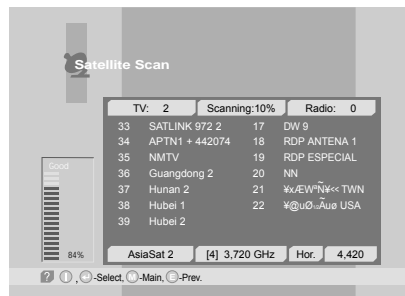 Satellite Scan
TV: 2 Scanning:10% Radio: 0
33 SATLINK 972 2 17 DW 9
34 APTN1 + 442074 18 RDP ANTENA 1
35 NMTV 19 RDP ESPECIAL
36 Guangdong 2 20 NN
37 Hunan 2 21 TWN
38 Hubei 1 22 USA
39 Hubei 2
Good
84%
AsiaSat 2 [4] 3,720 GHz Hor. 4,420
-Select, M-Main, E-Prev.